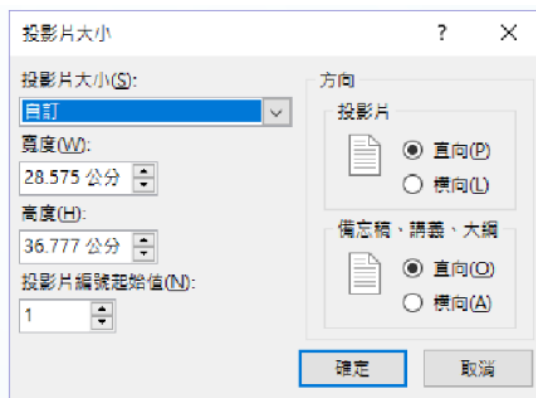 投影片大小
?
投影片大小(S):
自訂
寬度(W):
28.575 公分
高度(H):
36.777 公分
投影片編號起始值(N):
1
方向
投影片
直向(P)
橫向(L)
備忘稿、講義、大綱
直向(O)
橫向(A)
確定
取消